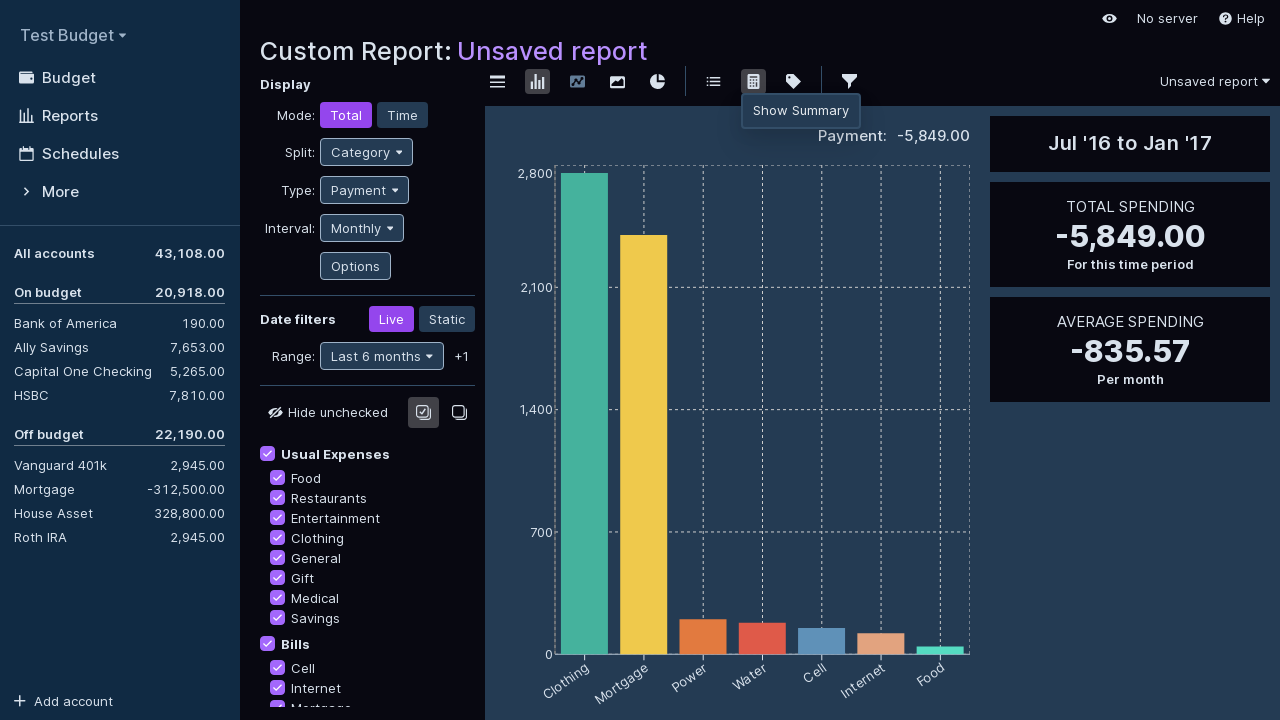 Test Budget
Budget
Reports
Schedules
More
All accounts 43,108.00
On budget 20,918.00
Bank of America 190.00
Ally Savings 7,653.00
Capital One Checking 5,265.00
HSBC 7,810.00
Off budget 22,190.00
Vanguard 401k 2,945.00
Mortgage -312,500.00
House Asset 328,800.00
Roth IRA 2,945.00
Add account
No server Help
Custom Report: Unsaved report
Display
Mode: Total Time
Split: Category
Type: Payment
Interval: Monthly
Options
Date filters Live Static
Range: Last 6 months +1
Hide unchecked
Usual Expenses
Food
Restaurants
Entertainment
Clothing
General
Gift
Medical
Savings
Bills
Cell
Internet
Mortgage
Unsaved report
Show Summary
Payment: -5,849.00
2,800
2,100
1,400
700
0
Clothing
Mortgage
Power
Water
Cell
Internet
Food
Jul '16 to Jan '17
TOTAL SPENDING
-5,849.00
For this time period
AVERAGE SPENDING
-835.57
Per month